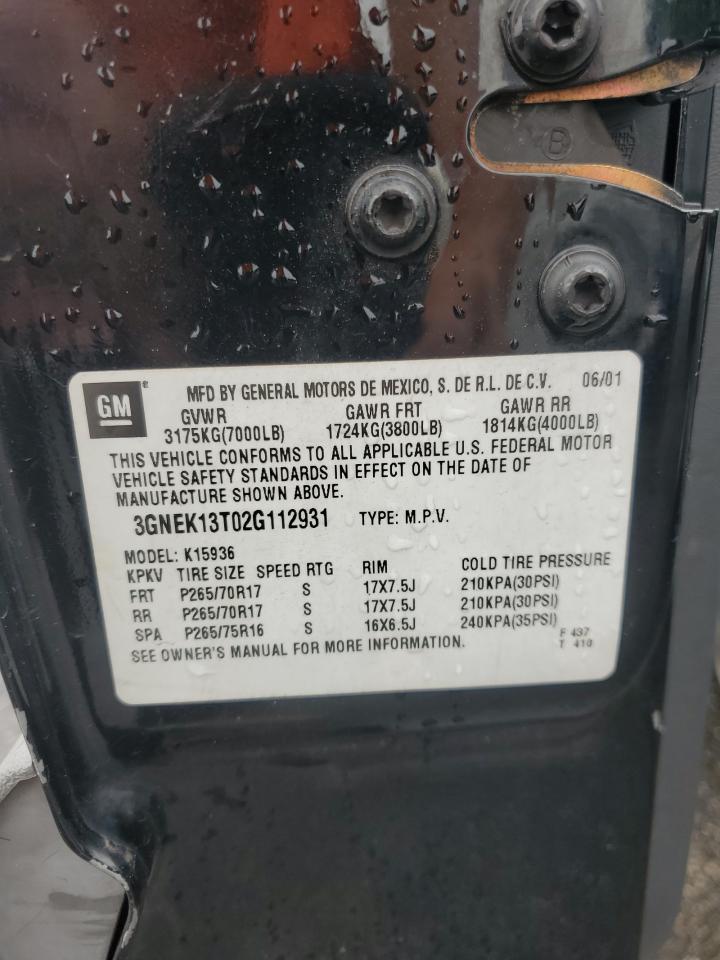 B
GM ® MFD BY GENERAL MOTORS DE MEXICO, S. DE R.L. DE C.V. 06/01
GVWR GAWR FRT GAWR RR
3175KG(7000LB) 1724KG(3800LB) 1814KG(4000LB)
THIS VEHICLE CONFORMS TO ALL APPLICABLE U.S. FEDERAL MOTOR
VEHICLE SAFETY STANDARDS IN EFFECT ON THE DATE OF
MANUFACTURE SHOWN ABOVE.
3GNEK13T02G112931 TYPE: M.P.V.
MODEL: K15936
KPKV TIRE SIZE SPEED RTG RIM COLD TIRE PRESSURE
FRT P265/70R17 S 17X7.5J 210KPA(30PSI)
RR P265/70R17 S 17X7.5J 210KPA(30PSI)
SPA P265/75R16 S 16X6.5J 240KPA(35PSI)
SEE OWNER'S MANUAL FOR MORE INFORMATION.
F 437
T 410